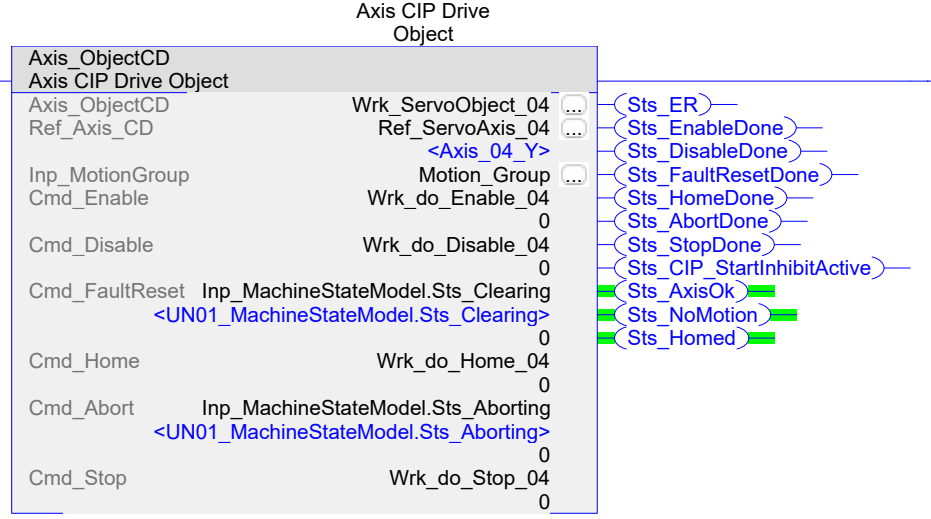 Axis CIP Drive
Object
Axis_ObjectCD
Axis CIP Drive Object
Axis_ObjectCD Wrk_ServoObject_04 ... Sts_ER
Ref_Axis_CD Ref_ServoAxis_04 ... Sts_EnableDone
<Axis_04_Y> Sts_DisableDone
Inp_MotionGroup Motion_Group ... Sts_FaultResetDone
Cmd_Enable Wrk_do_Enable_04 Sts_HomeDone
0 Sts_AbortDone
Cmd_Disable Wrk_do_Disable_04 Sts_StopDone
0 Sts_CIP_StartInhibitActive
Cmd_FaultReset Inp_MachineStateModel.Sts_Clearing Sts_AxisOk
<UN01_MachineStateModel.Sts_Clearing> Sts_NoMotion
0 Sts_Homed
Cmd_Home Wrk_do_Home_04
0
Cmd_Abort Inp_MachineStateModel.Sts_Aborting
<UN01_MachineStateModel.Sts_Aborting>
0
Cmd_Stop Wrk_do_Stop_04
0